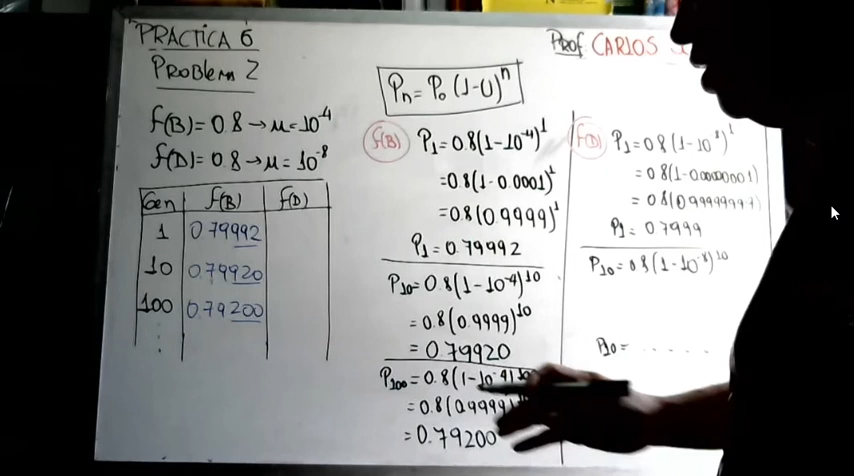 PRACTICA 6
PROBLEM 2
f(B)=0.8→μ=10⁻⁴
f(D)=0.8→μ=10⁻⁸
Gen f(B) f(D)
1 0.79992
10 0.79920
100 0.79200
Pn=P₀(1-U)ⁿ
f(B) P₁=0.8(1-10⁻⁴)¹
=0.8(1-0.0001)¹
=0.8(0.9999)¹
P₁=0.79992
P₁₀=0.8(1-10⁻⁴)¹⁰
=0.8(0.9999)¹⁰
=0.79920
P₁₀₀=0.8(1-10⁻⁴)
=0.8(0.9999)
=0.79200
Prof CARLOS
f(D) P₁=0.8(1-10⁻⁸)¹
=0.8(1-0.00000001)
=0.8(0.9999999
P₁=0.7999
P₁₀=0.8(1-10⁻⁸)¹⁰
P₁₀=.....